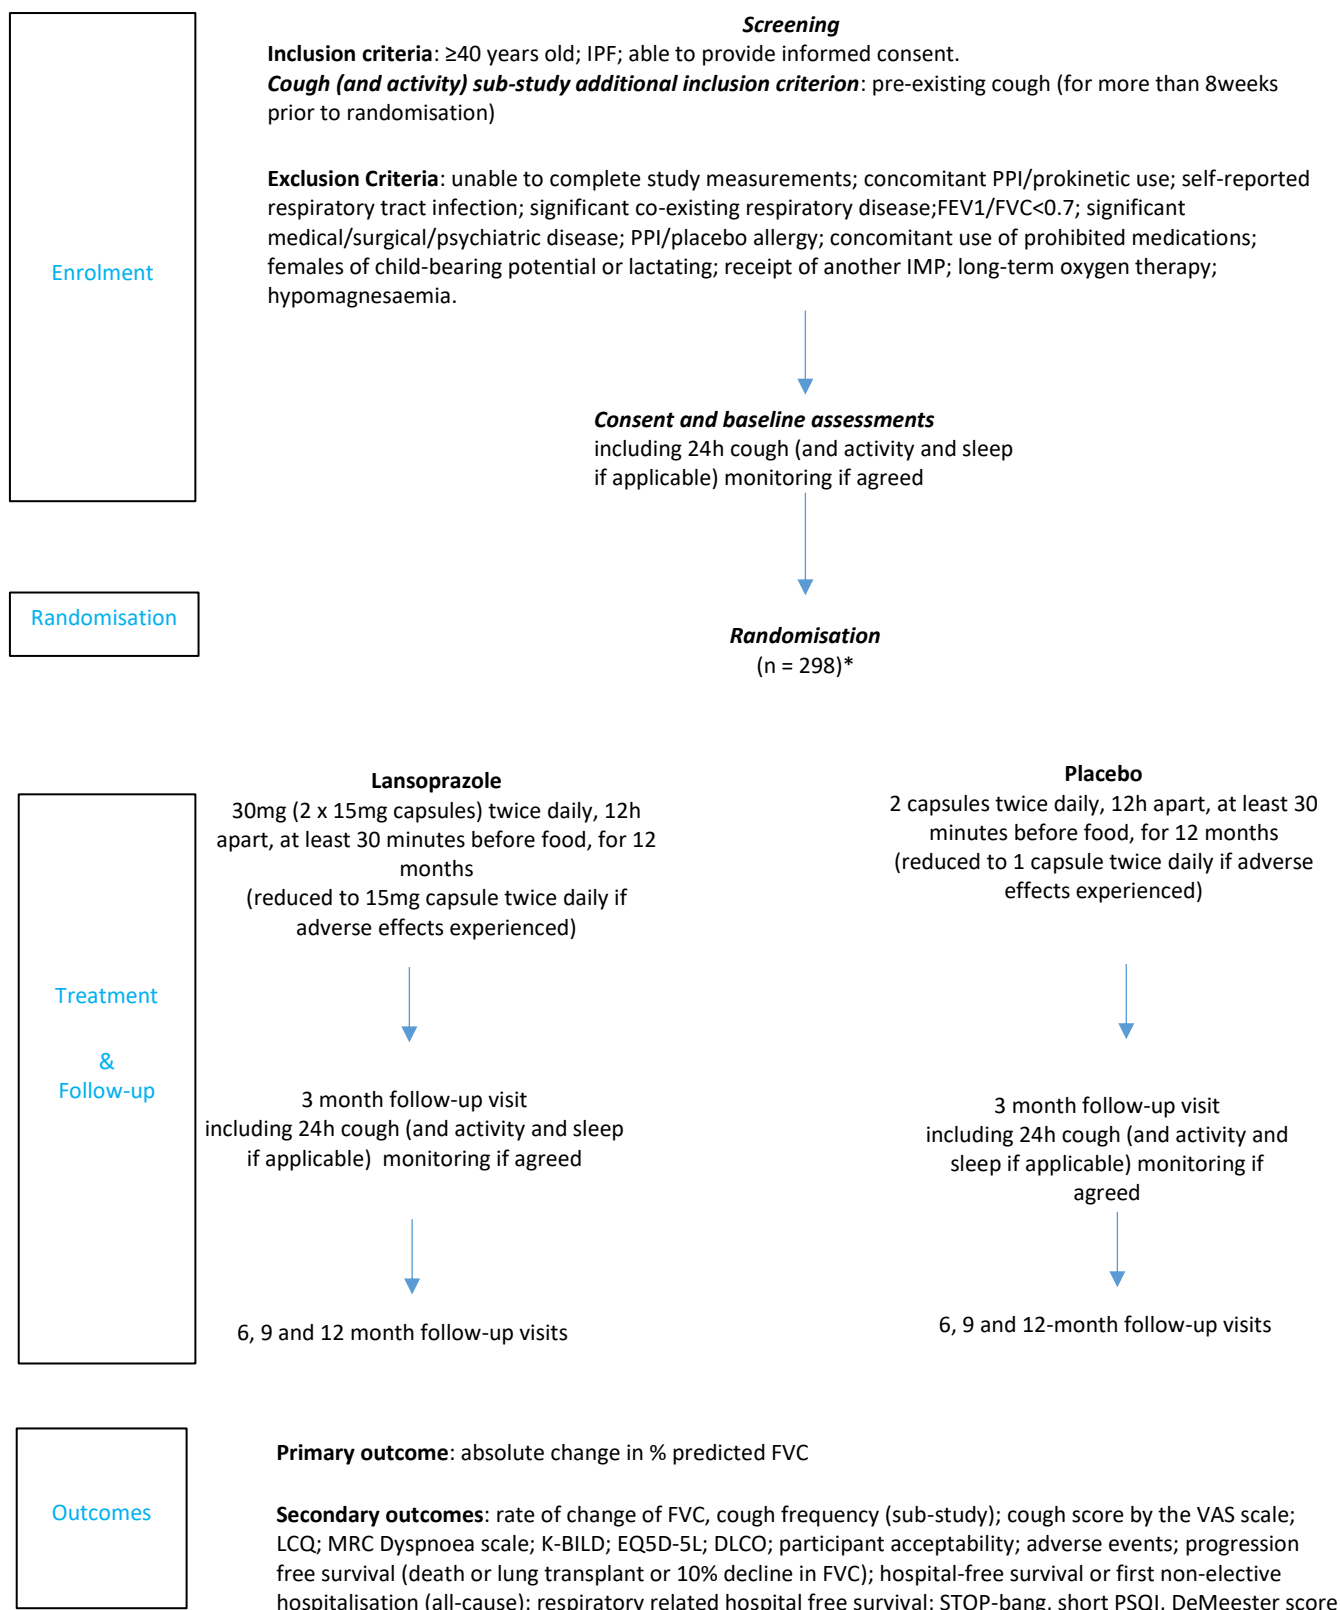 Screening
Inclusion criteria: ≥40 years old; IPF; able to provide informed consent.
Cough (and activity) sub-study additional inclusion criterion: pre-existing cough (for more than 8weeks
prior to randomisation)
Exclusion Criteria: unable to complete study measurements; concomitant PPI/prokinetic use; self-reported
respiratory tract infection; significant co-existing respiratory disease;FEV1/FVC<0.7; significant
medical/surgical/psychiatric disease; PPI/placebo allergy; concomitant use of prohibited medications;
females of child-bearing potential or lactating; receipt of another IMP; long-term oxygen therapy;
hypomagnesaemia.
Enrolment
Consent and baseline assessments
including 24h cough (and activity and sleep
if applicable) monitoring if agreed
Randomisation
Randomisation
(n = 298)*
Lansoprazole
30mg (2 x 15mg capsules) twice daily, 12h
apart, at least 30 minutes before food, for 12
months
(reduced to 15mg capsule twice daily if
adverse effects experienced)
Placebo
2 capsules twice daily, 12h apart, at least 30
minutes before food, for 12 months
(reduced to 1 capsule twice daily if adverse
effects experienced)
Treatment
&
Follow-up
3 month follow-up visit
including 24h cough (and activity and sleep
if applicable)  monitoring if agreed
3 month follow-up visit
including 24h cough (and activity and
sleep if applicable) monitoring if
agreed
6, 9 and 12 month follow-up visits
6, 9 and 12-month follow-up visits
Outcomes
Primary outcome: absolute change in % predicted FVC
Secondary outcomes: rate of change of FVC, cough frequency (sub-study); cough score by the VAS scale;
LCQ; MRC Dyspnoea scale; K-BILD; EQ5D-5L; DLCO; participant acceptability; adverse events; progression
free survival (death or lung transplant or 10% decline in FVC); hospital-free survival or first non-elective
hospitalisation (all-cause); respiratory related hospital free survival; STOP-bang, short PSQI, DeMeester score